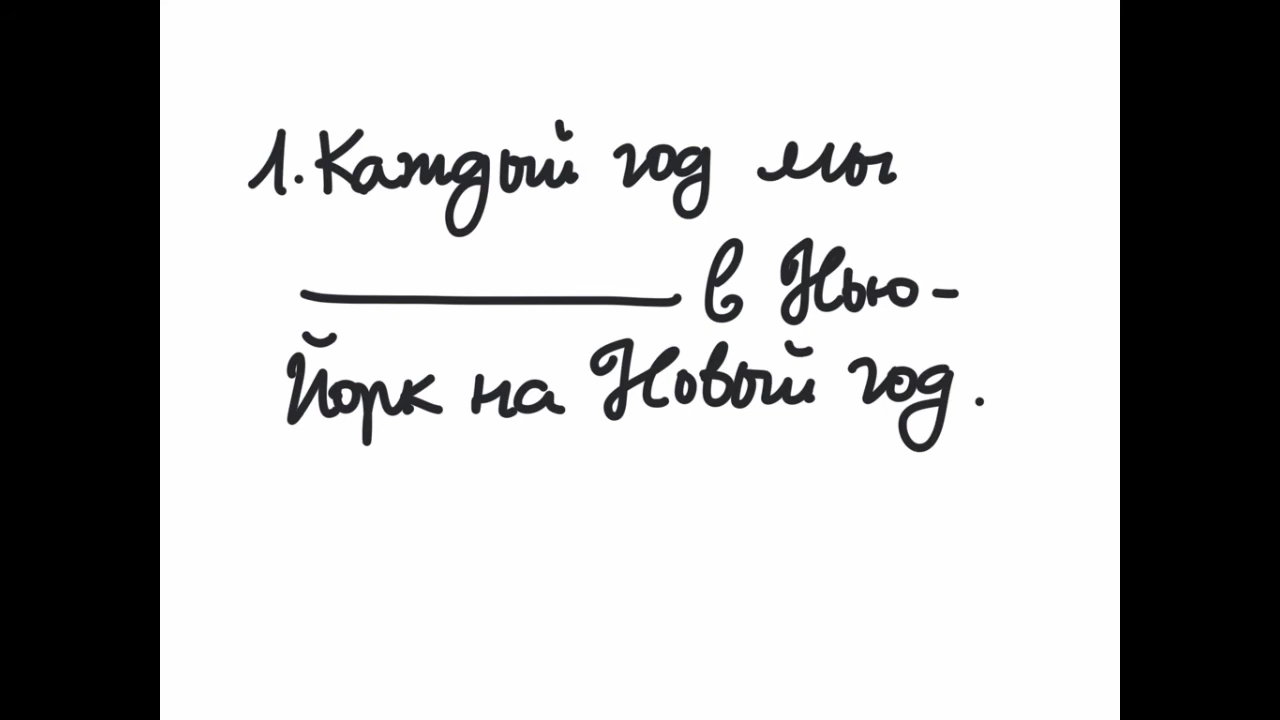 1. Каждый год мы
__________ в Нью-
Йорк на Новый год.